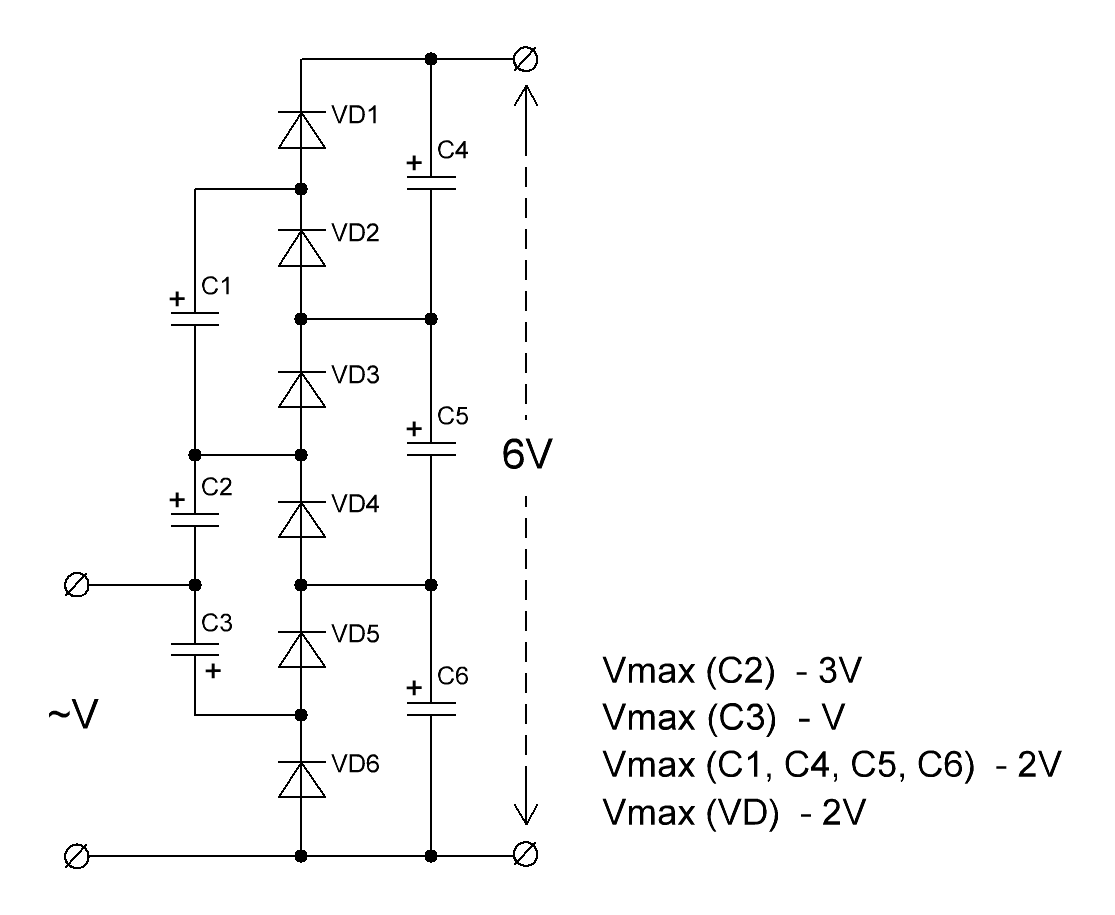 VD1
C4
+
VD2
C1
+
VD3
C5
+
6V
C2
+
VD4
C3
+
VD5
C6
+
~V
VD6
Vmax (C2) - 3V
Vmax (C3) - V
Vmax (C1, C4, C5, C6) - 2V
Vmax (VD) - 2V